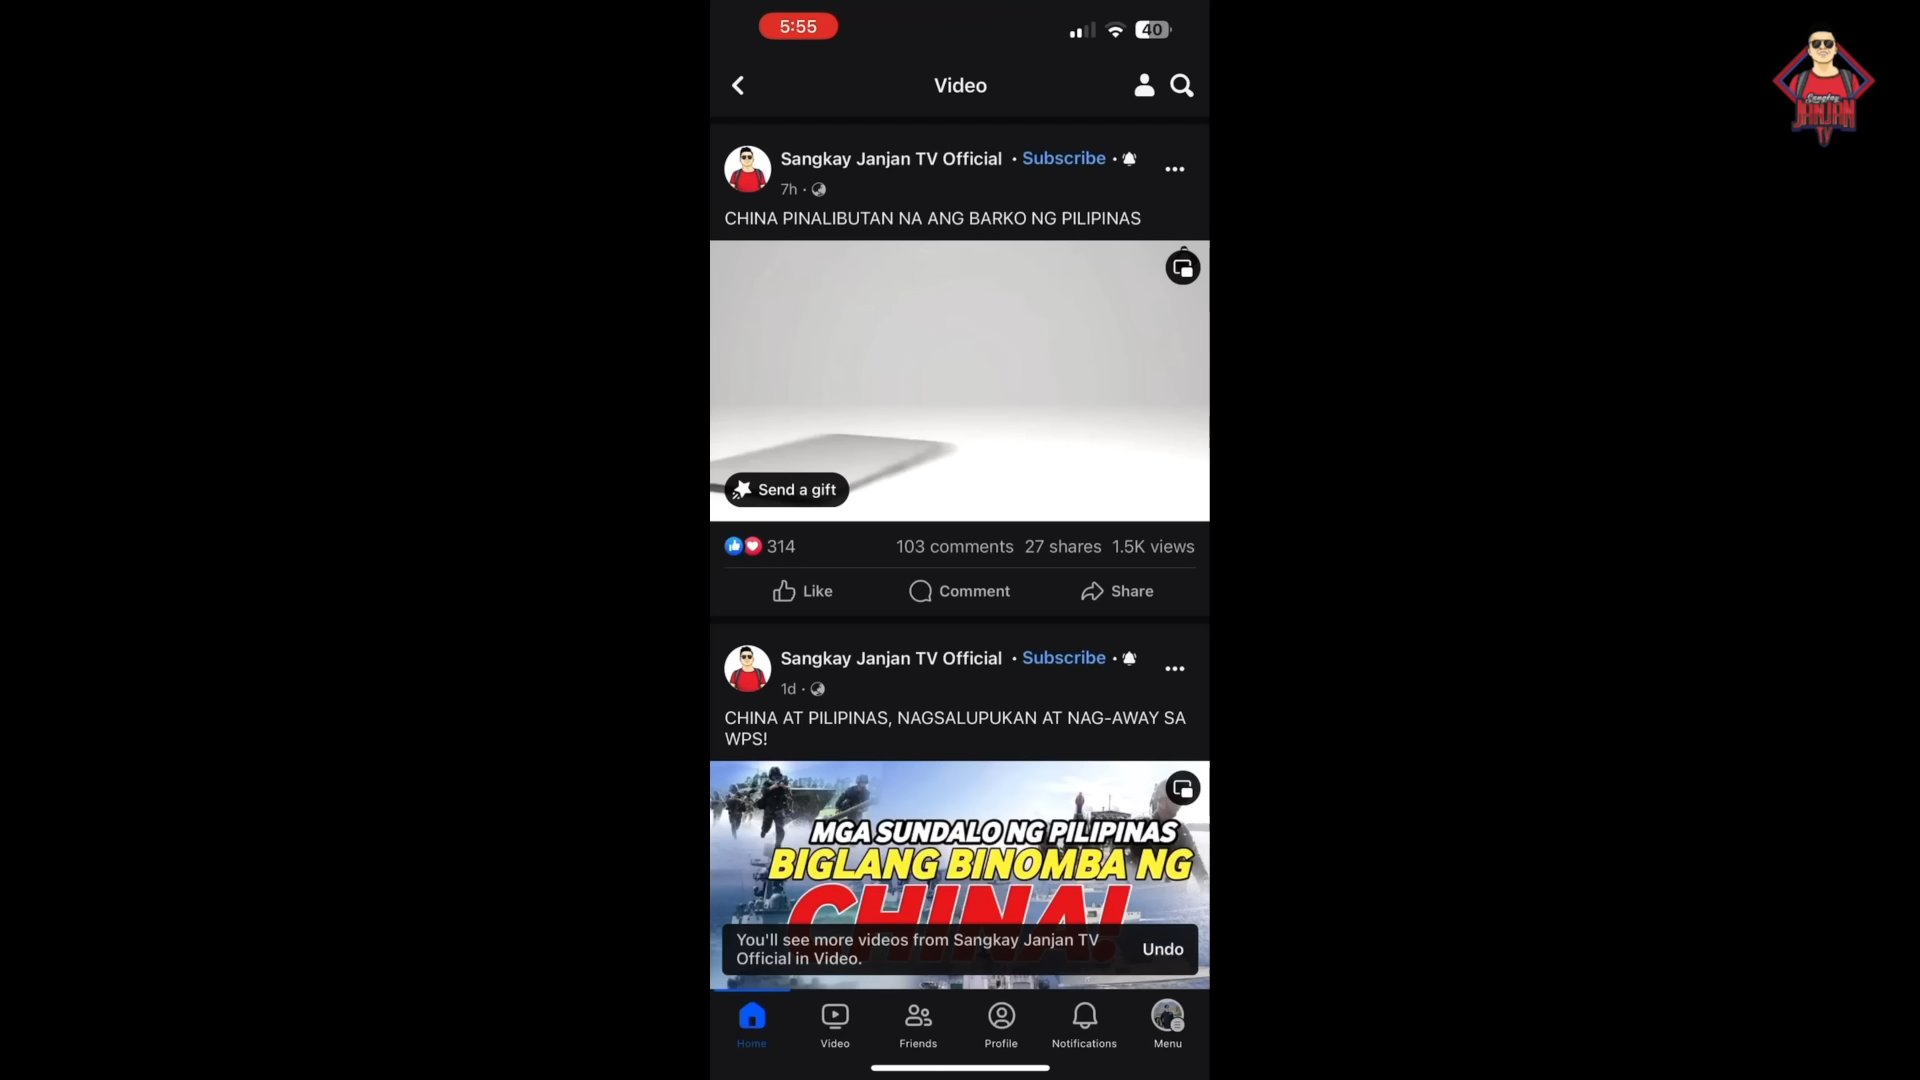 5:55
40
Video
Sangkay Janjan TV Official · Subscribe ·
7h ·
CHINA PINALIBUTAN NA ANG BARKO NG PILIPINAS
Send a gift
314 103 comments 27 shares 1.5K views
Like Comment Share
Sangkay Janjan TV Official · Subscribe ·
1d ·
CHINA AT PILIPINAS, NAGSALUPUKAN AT NAG-AWAY SA
WPS!
MGA SUNDALO NG PILIPINAS
BIGLANG BINOMBA NG
CHINA!
You'll see more videos from Sangkay Janjan TV
Official in Video.
Undo
Home Video Friends Profile Notifications Menu
Sangkay
JANJAN
TV